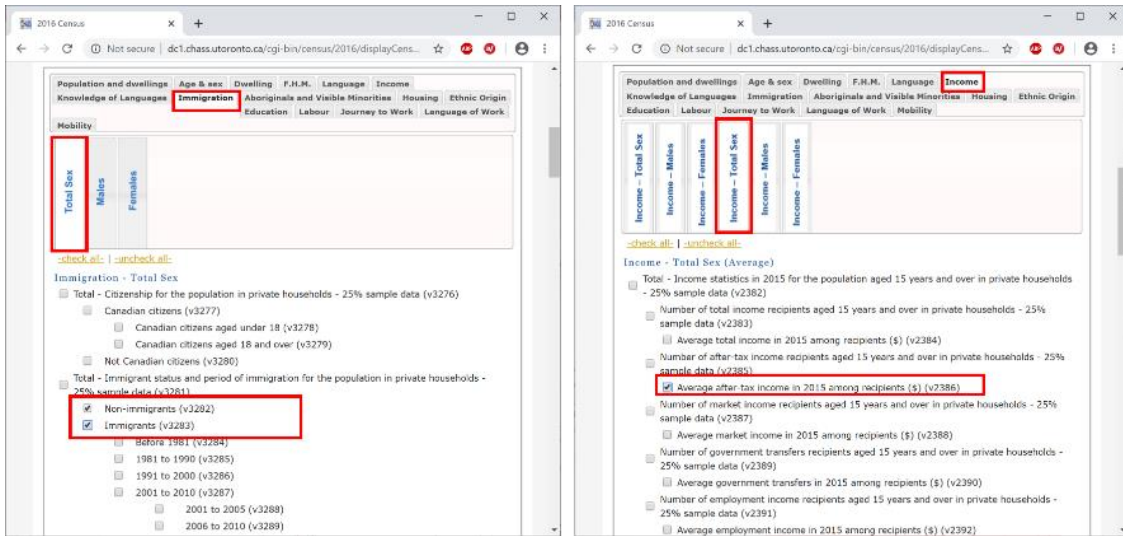 2016 Census
Not secure | dc1.chass.utoronto.ca/cgi-bin/census/2016/displayCens...
Population and dwellings Age & sex Dwelling F.H.M. Language Income
Knowledge of Languages Immigration Aboriginals and Visible Minorities Housing Ethnic Origin
Education Labour Journey to Work Language of Work
Mobility
Total Sex
Males
Females
-check all- | -uncheck all-
Immigration - Total Sex
Total - Citizenship for the population in private households - 25% sample data (v3276)
Canadian citizens (v3277)
Canadian citizens aged under 18 (v3278)
Canadian citizens aged 18 and over (v3279)
Not Canadian citizens (v3280)
Total - Immigrant status and period of immigration for the population in private households -
25% sample data (v3281)
Non-immigrants (v3282)
Immigrants (v3283)
Before 1981 (v3284)
1981 to 1990 (v3285)
1991 to 2000 (v3286)
2001 to 2010 (v3287)
2001 to 2005 (v3288)
2006 to 2010 (v3289)
2016 Census
Not secure | dc1.chass.utoronto.ca/cgi-bin/census/2016/displayCens...
Population and dwellings Age & sex Dwelling F.H.M. Language Income
Knowledge of Languages Immigration Aboriginals and Visible Minorities Housing Ethnic Origin
Education Labour Journey to Work Language of Work Mobility
Income – Total Sex
Income – Males
Income – Females
Income – Total Sex
Income – Males
Income – Females
-check all- | -uncheck all-
Income - Total Sex (Average)
Total - Income statistics in 2015 for the population aged 15 years and over in private households
- 25% sample data (v2382)
Number of total income recipients aged 15 years and over in private households - 25%
sample data (v2383)
Average total income in 2015 among recipients ($) (v2384)
Number of after-tax income recipients aged 15 years and over in private households - 25%
sample data (v2385)
Average after-tax income in 2015 among recipients ($) (v2386)
Number of market income recipients aged 15 years and over in private households - 25%
sample data (v2387)
Average market income in 2015 among recipients ($) (v2388)
Number of government transfers recipients aged 15 years and over in private households -
25% sample data (v2389)
Average government transfers in 2015 among recipients ($) (v2390)
Number of employment income recipients aged 15 years and over in private households -
25% sample data (v2391)
Average employment income in 2015 among recipients ($) (v2392)